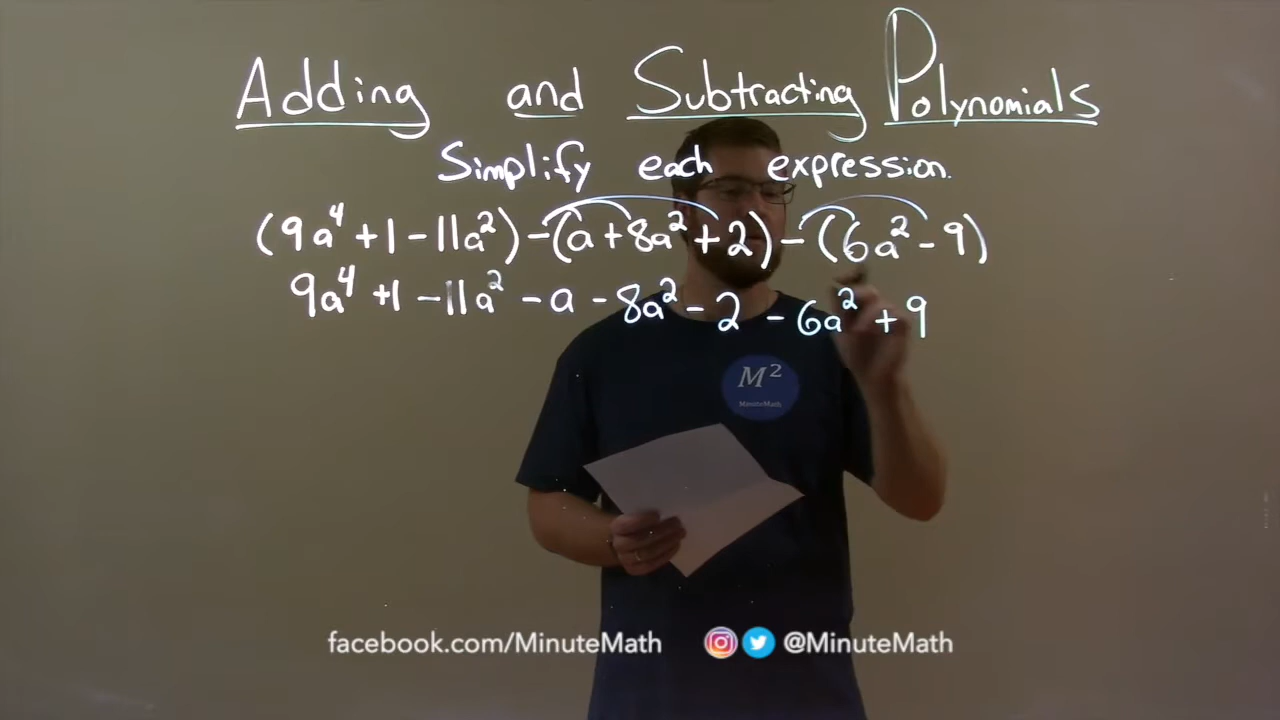 Adding and Subtracting Polynomials
Simplify each expression.
(9a⁴ + 1 - 11a²) - (a + 8a² + 2) - (6a² - 9)
9a⁴ + 1 - 11a² - a - 8a² - 2 - 6a² + 9
M²
MinuteMath
facebook.com/MinuteMath @MinuteMath